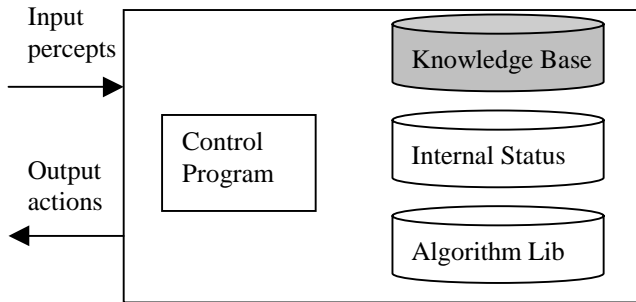 Input
percepts
Knowledge Base
Control
Program
Internal Status
Output
actions
Algorithm Lib